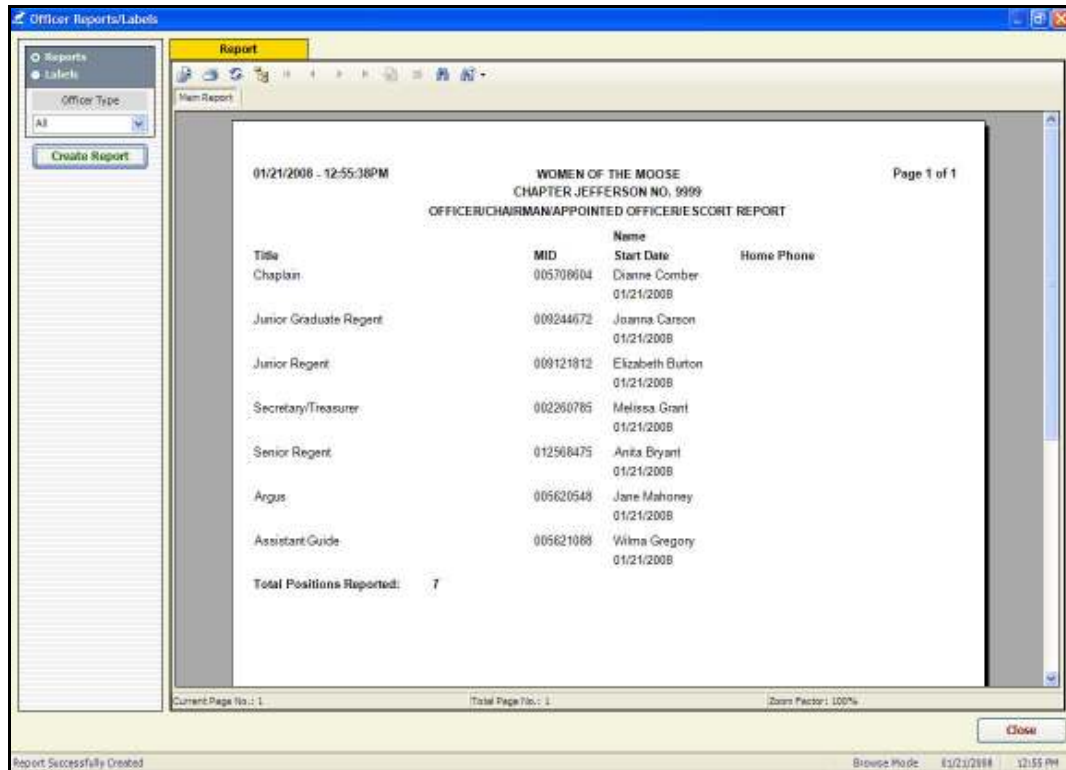 Officer Reports/Labels
Reports
Labels
Officer Type
All
Create Report
Report
Main Report
01/21/2008 - 12:55:38PM WOMEN OF THE MOOSE Page 1 of 1
CHAPTER JEFFERSON NO. 9999
OFFICER/CHAIRMAN/APPOINTED OFFICER/ESCORT REPORT
Name
Title MID Start Date Home Phone
Chaplain 005708604 Dianne Comber
01/21/2008
Junior Graduate Regent 009244672 Joanna Carson
01/21/2008
Junior Regent 009121812 Elizabeth Burton
01/21/2008
Secretary/Treasurer 002260785 Melissa Grant
01/21/2008
Senior Regent 012568475 Anita Bryant
01/21/2008
Argus 005620548 Jane Mahoney
01/21/2008
Assistant Guide 005621088 Wilma Gregory
01/21/2008
Total Positions Reported: 7
Current Page No.: 1 Total Page No.: 1 Zoom Factor: 100%
Close
Report Successfully Created Browse Mode 01/21/2008 12:55 PM